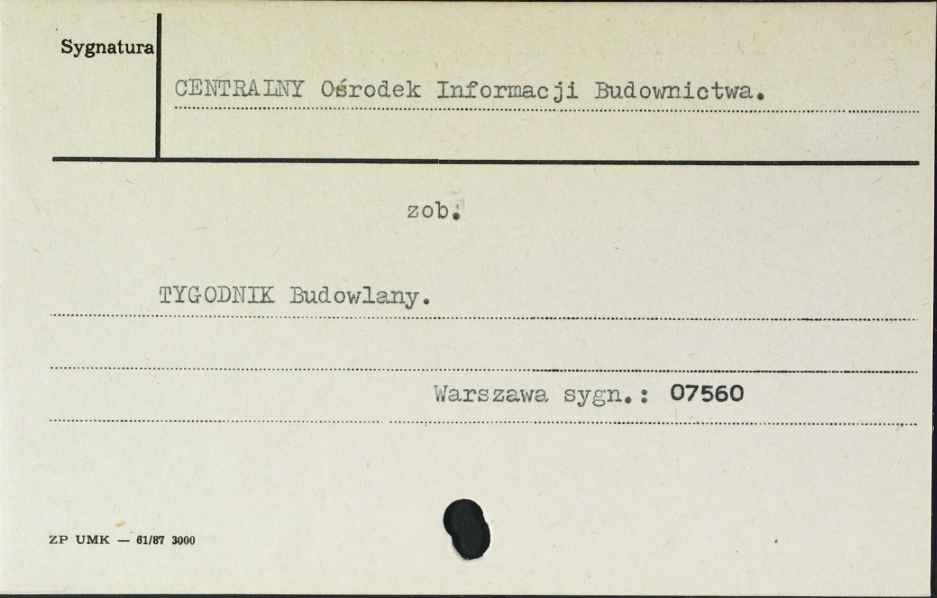 Sygnatura
CENTRALNY Ośrodek Informacji Budownictwa.
zob.
TYGODNIK Budowlany.
Warszawa sygn.: 07560
ZP UMK — 61/87 3000